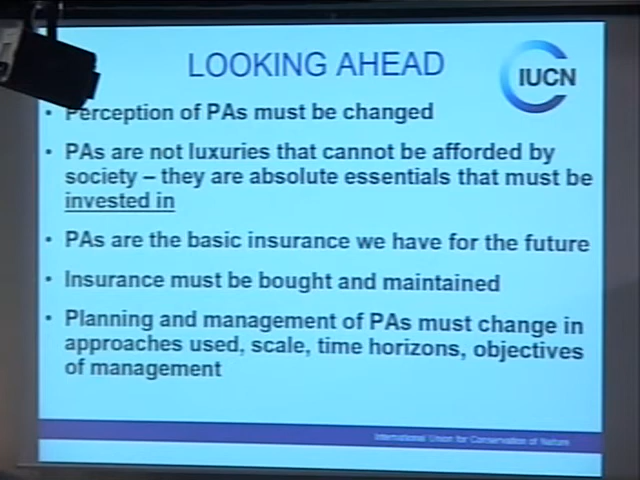 LOOKING AHEAD
IUCN
• Perception of PAs must be changed
• PAs are not luxuries that cannot be afforded by
society – they are absolute essentials that must be
invested in
• PAs are the basic insurance we have for the future
• Insurance must be bought and maintained
• Planning and management of PAs must change in
approaches used, scale, time horizons, objectives
of management
International Union for Conservation of Nature